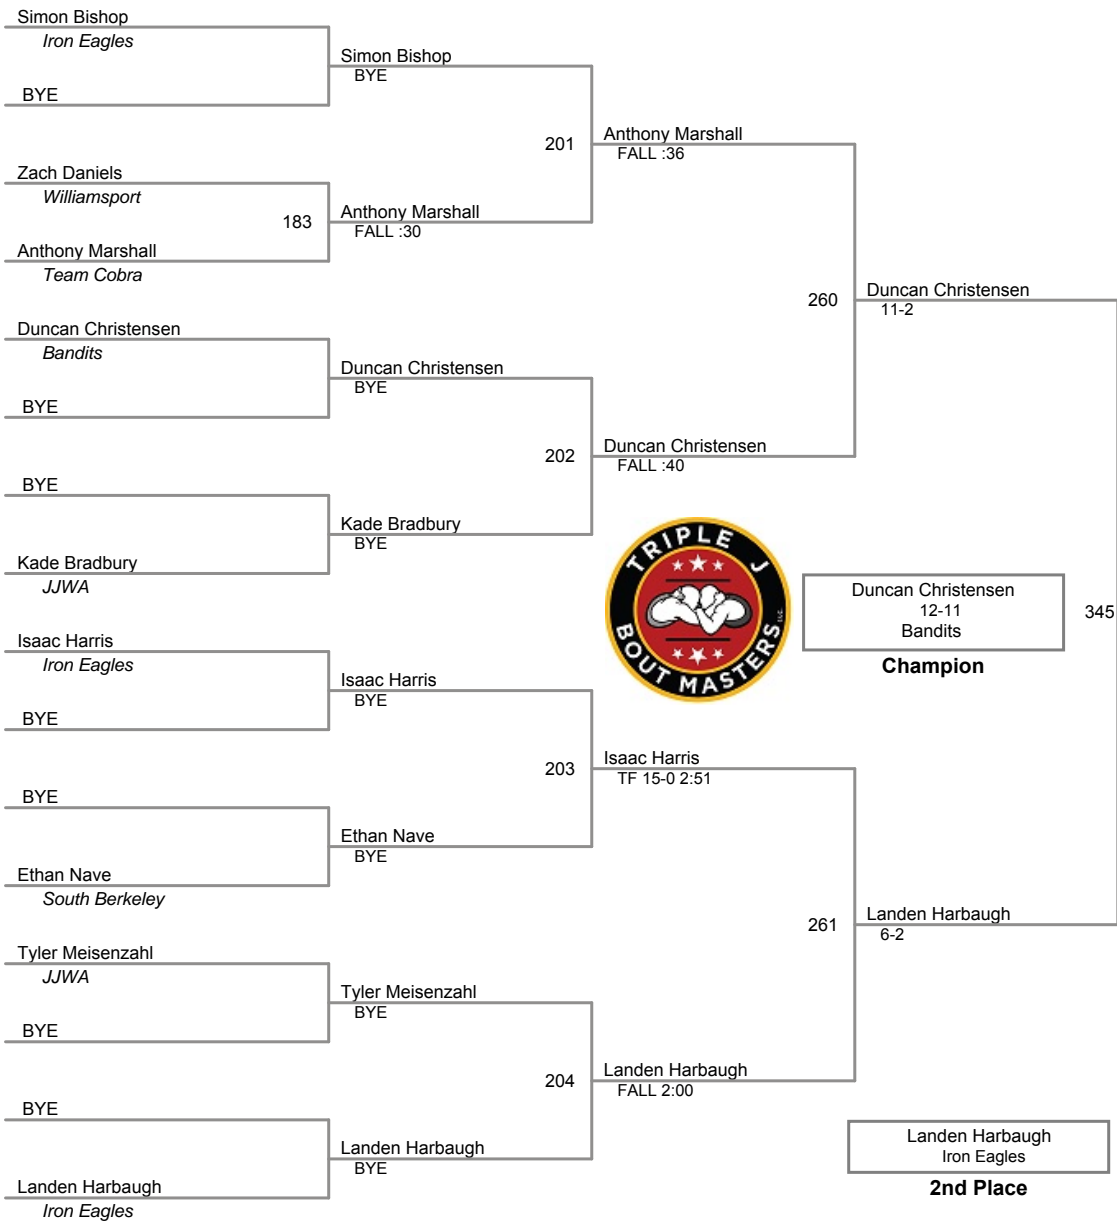 Simon Bishop
Iron Eagles
BYE
Zach Daniels
Williamsport
183
Anthony Marshall
Team Cobra
Duncan Christensen
Bandits
BYE
BYE
Kade Bradbury
JJWA
Isaac Harris
Iron Eagles
BYE
BYE
Ethan Nave
South Berkeley
Tyler Meisenzahl
JJWA
BYE
BYE
Landen Harbaugh
Iron Eagles
Simon Bishop
BYE
201
Anthony Marshall
FALL :30
Duncan Christensen
BYE
202
Kade Bradbury
BYE
Isaac Harris
BYE
203
Ethan Nave
BYE
Tyler Meisenzahl
BYE
204
Landen Harbaugh
BYE
Anthony Marshall
FALL :36
260
Duncan Christensen
FALL :40
Isaac Harris
TF 15-0 2:51
261
Landen Harbaugh
FALL 2:00
Duncan Christensen
11-2
TRIPLE J
BOUT MASTERS LLC.
Duncan Christensen
12-11
Bandits
345
Champion
Landen Harbaugh
6-2
Landen Harbaugh
Iron Eagles
2nd Place